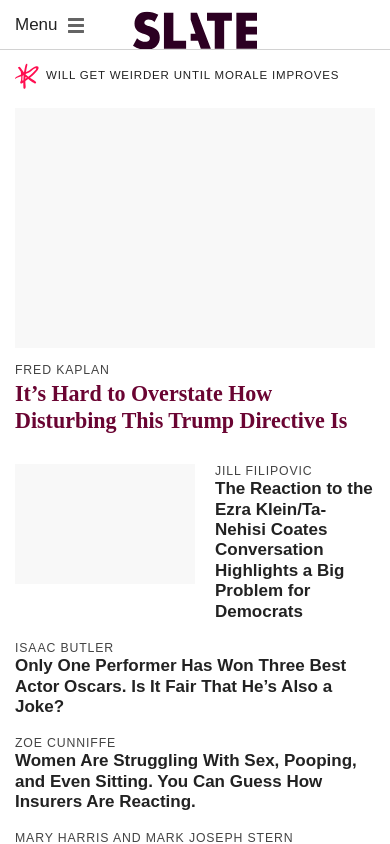 Menu
SLATE
WILL GET WEIRDER UNTIL MORALE IMPROVES
FRED KAPLAN
It’s Hard to Overstate How
Disturbing This Trump Directive Is
JILL FILIPOVIC
The Reaction to the
Ezra Klein/Ta-
Nehisi Coates
Conversation
Highlights a Big
Problem for
Democrats
ISAAC BUTLER
Only One Performer Has Won Three Best
Actor Oscars. Is It Fair That He’s Also a
Joke?
ZOE CUNNIFFE
Women Are Struggling With Sex, Pooping,
and Even Sitting. You Can Guess How
Insurers Are Reacting.
MARY HARRIS AND MARK JOSEPH STERN